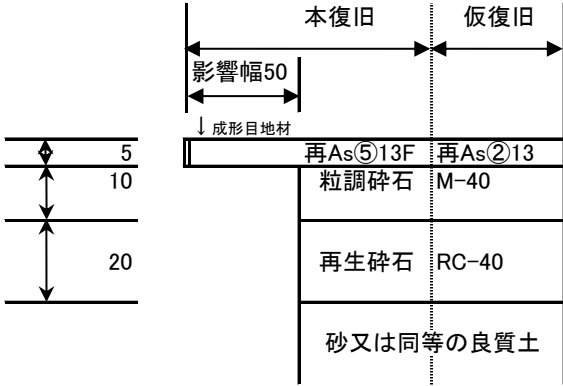 本復旧 仮復旧
影響幅50
↓成形目地材
5 再As⑤13F 再As②13
10 粒調砕石 M-40
20 再生砕石 RC-40
砂又は同等の良質土